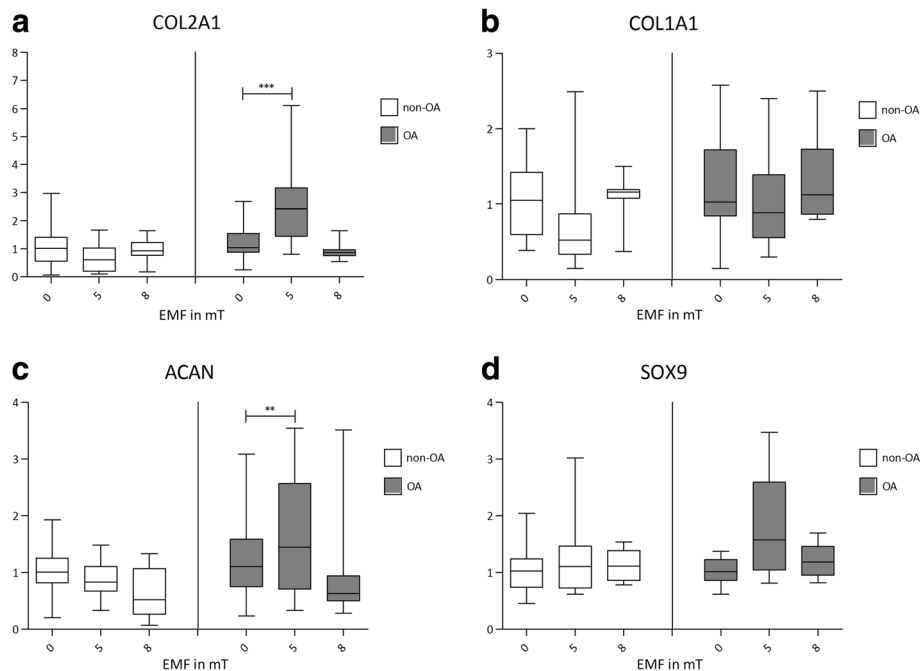 a
COL2A1
8
7
6
5
4
3
2
1
0
***
non-OA
OA
0 5 8 0 5 8
EMF in mT
b
COL1A1
3
2
1
0
non-OA
OA
0 5 8 0 5 8
EMF in mT
c
ACAN
4
3
2
1
0
**
non-OA
OA
0 5 8 0 5 8
EMF in mT
d
SOX9
4
3
2
1
0
non-OA
OA
0 5 8 0 5 8
EMF in mT